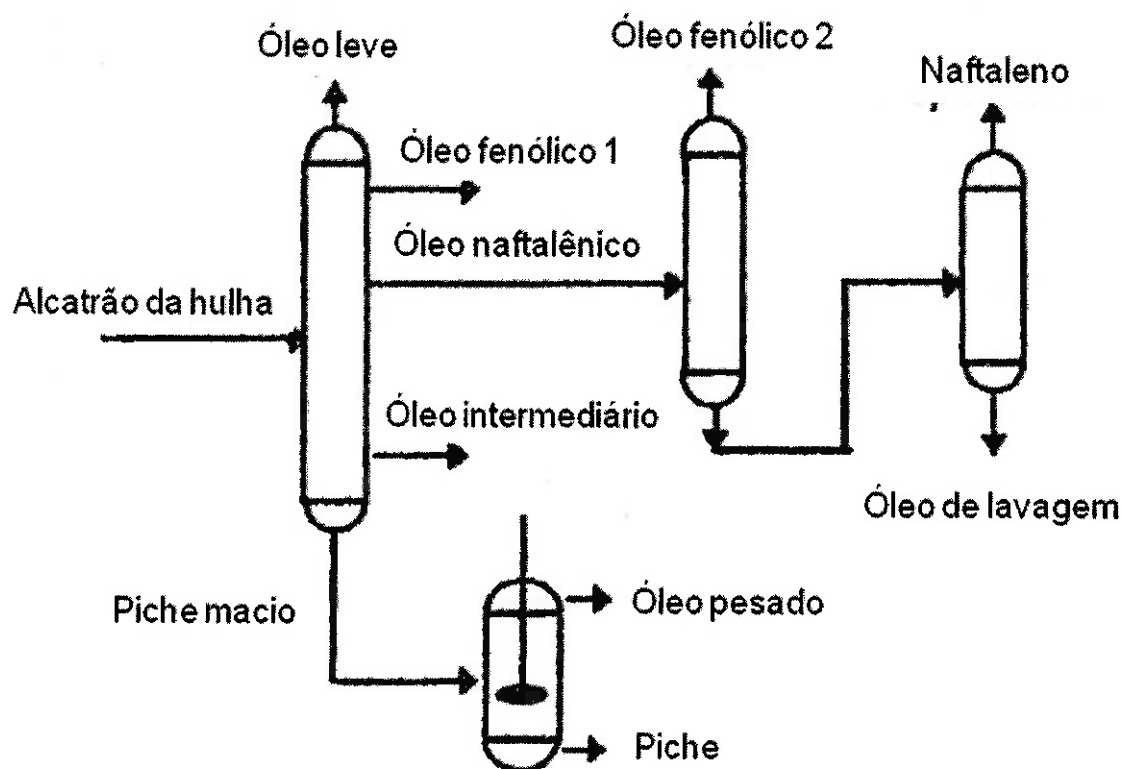 Óleo leve
Óleo fenólico 2
Naftaleno
Óleo fenólico 1
Óleo naftalênico
Alcatrão da hulha
Óleo intermediário
Óleo de lavagem
Piche macio
Óleo pesado
Piche